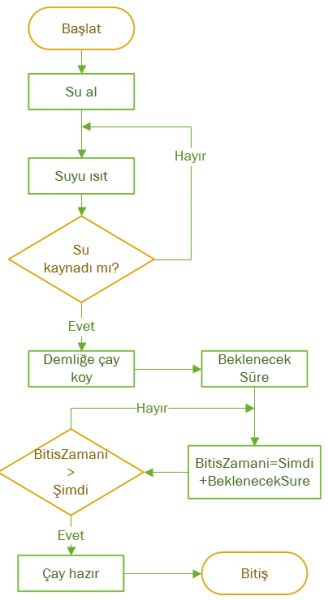 Başlat
Su al
Hayır
Suyu ısıt
Su
kaynadı mı?
Evet
Demliğe çay
koy
Beklenecek
Süre
Hayır
BitisZamani
>
Şimdi
BitisZamani=Simdi
+BeklenecekSure
Evet
Çay hazır
Bitiş